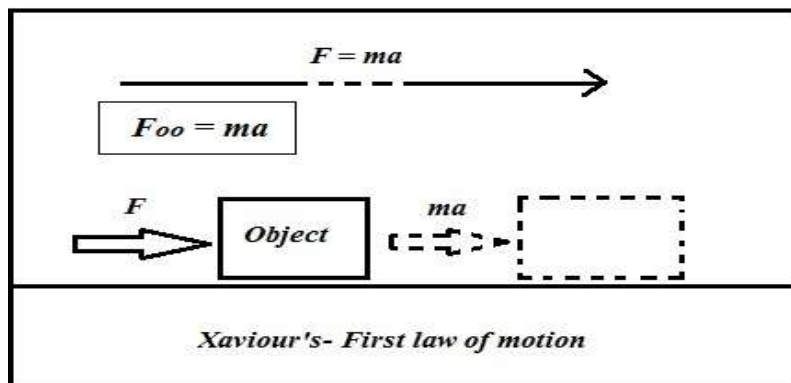 F = ma
Foo = ma
F
Object
ma
Xaviour's- First law of motion